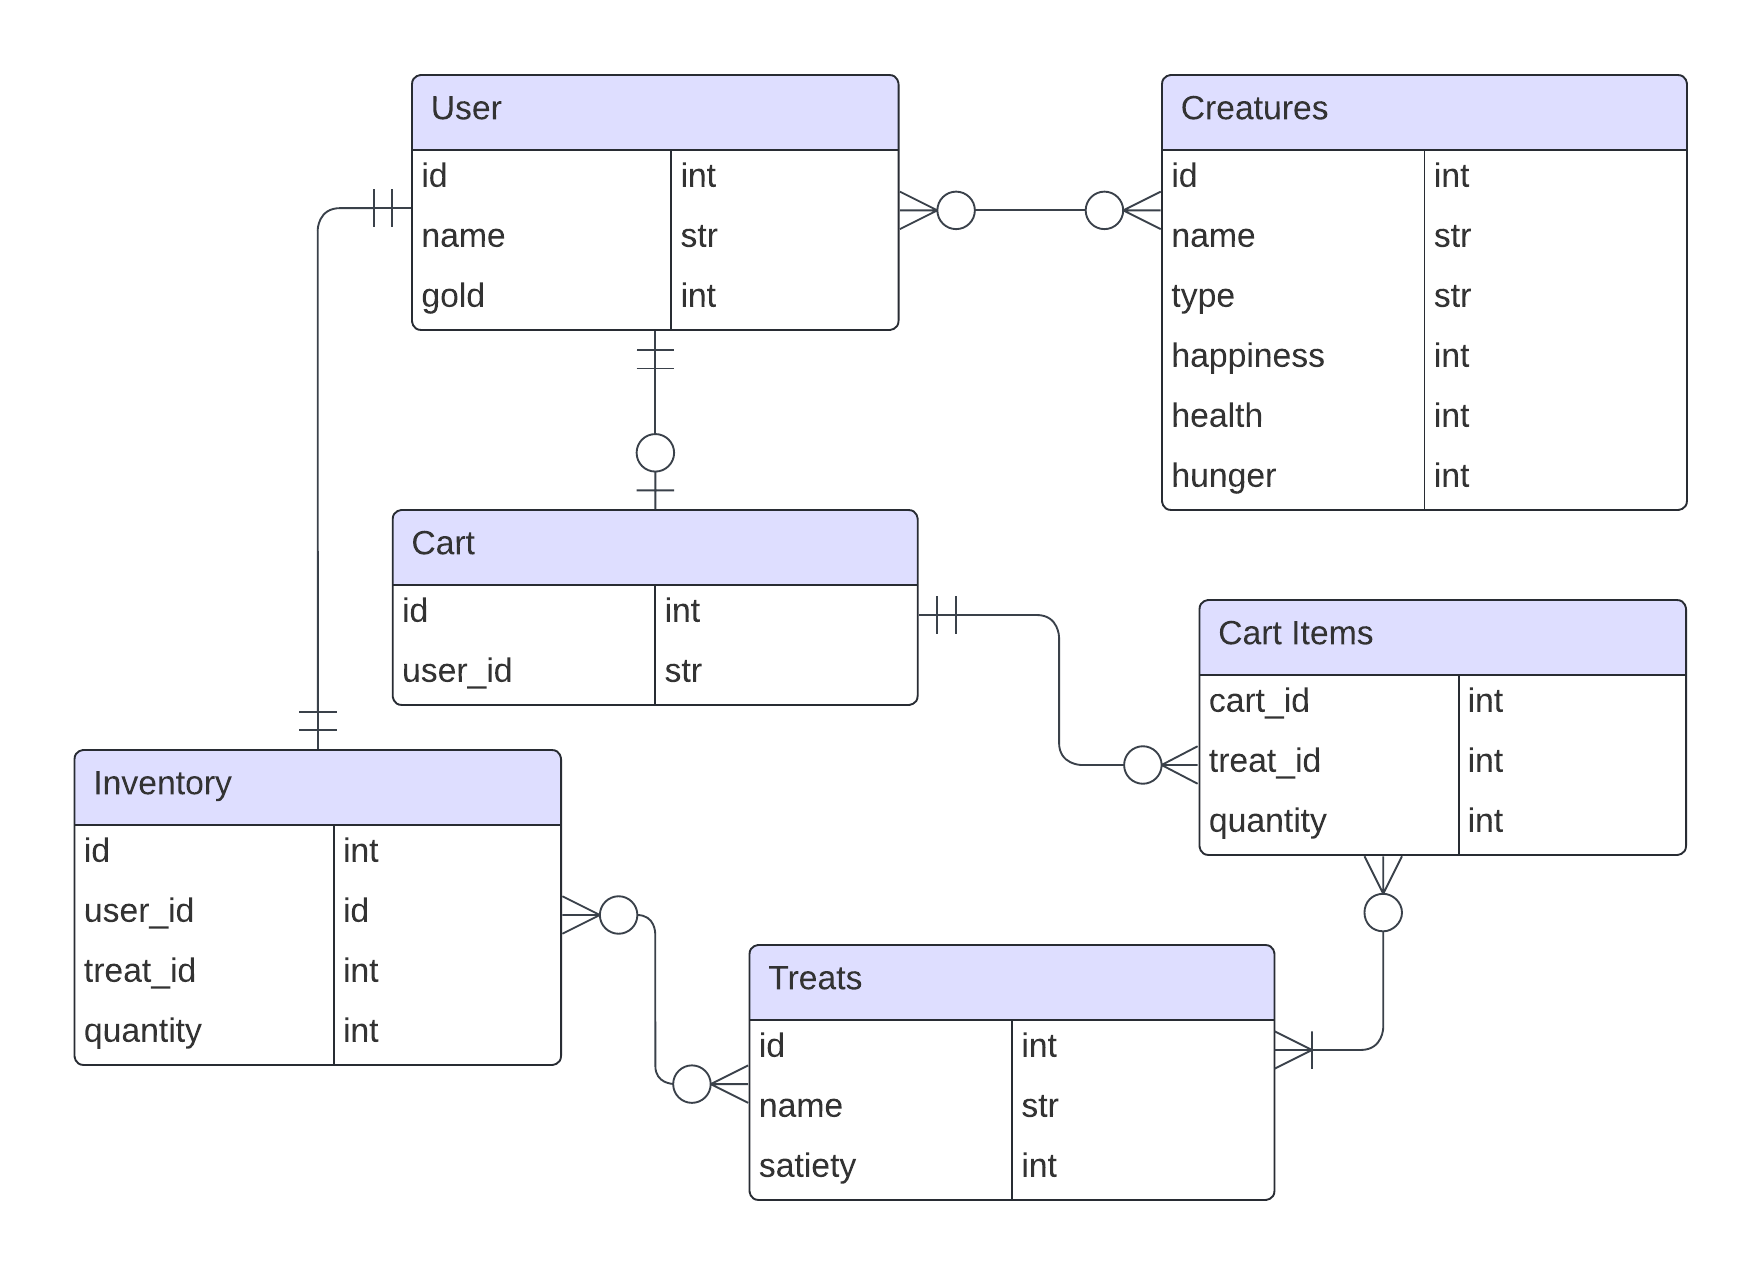 User
id int
name str
gold int
Creatures
id int
name str
type str
happiness int
health int
hunger int
Cart
id int
user_id str
Cart Items
cart_id int
treat_id int
quantity int
Inventory
id int
user_id id
treat_id int
quantity int
Treats
id int
name str
satiety int